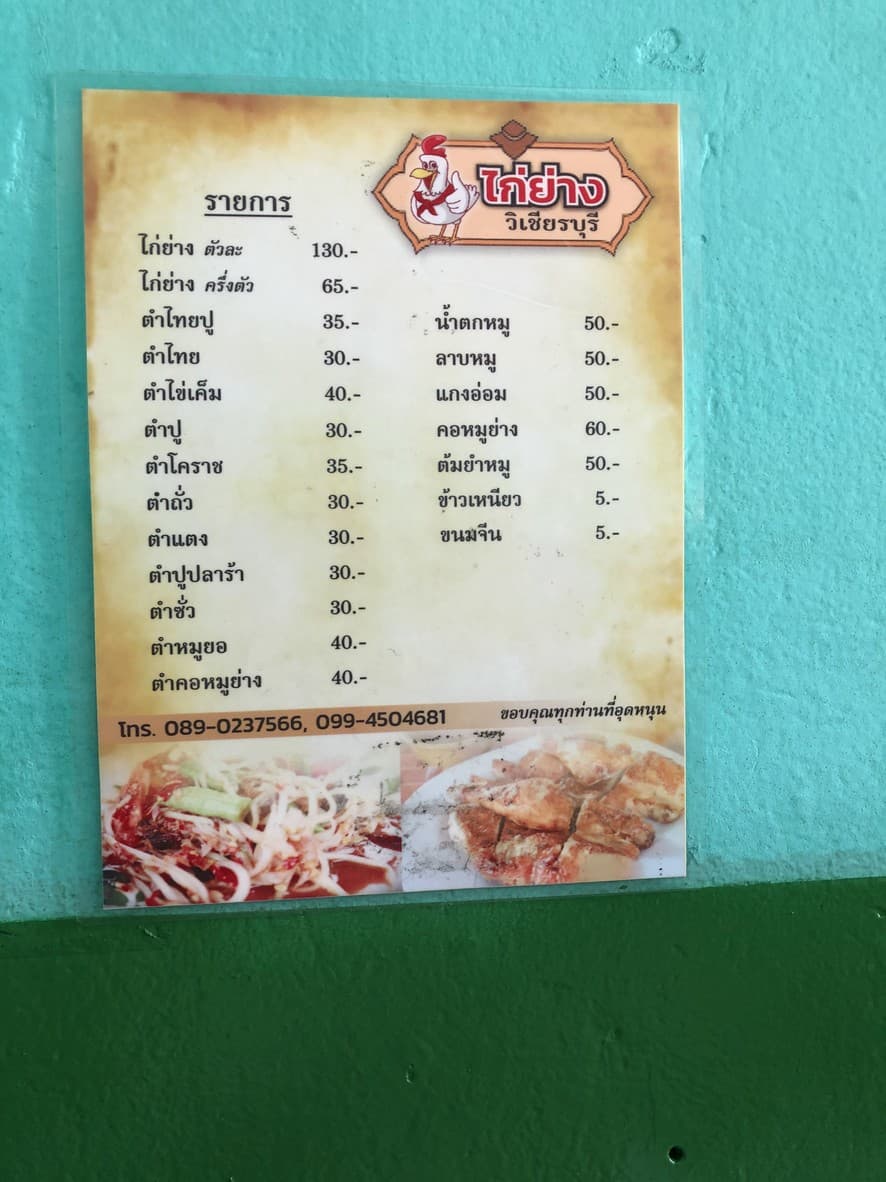 ไก่ย่าง
วิเชียรบุรี
รายการ
ไก่ย่าง ตัวละ 130.-
ไก่ย่าง ครึ่งตัว 65.-
ตำไทยปู 35.-
ตำไทย 30.-
ตำไข่เค็ม 40.-
ตำปู 30.-
ตำโคราช 35.-
ตำถั่ว 30.-
ตำแตง 30.-
ตำปูปลาร้า 30.-
ตำซั่ว 30.-
ตำหมูยอ 40.-
ตำคอหมูย่าง 40.-
น้ำตกหมู 50.-
ลาบหมู 50.-
แกงอ่อม 50.-
คอหมูย่าง 60.-
ต้มยำหมู 50.-
ข้าวเหนียว 5.-
ขนมจีน 5.-
โทร. 089-0237566, 099-4504681
ขอบคุณทุกท่านที่อุดหนุน